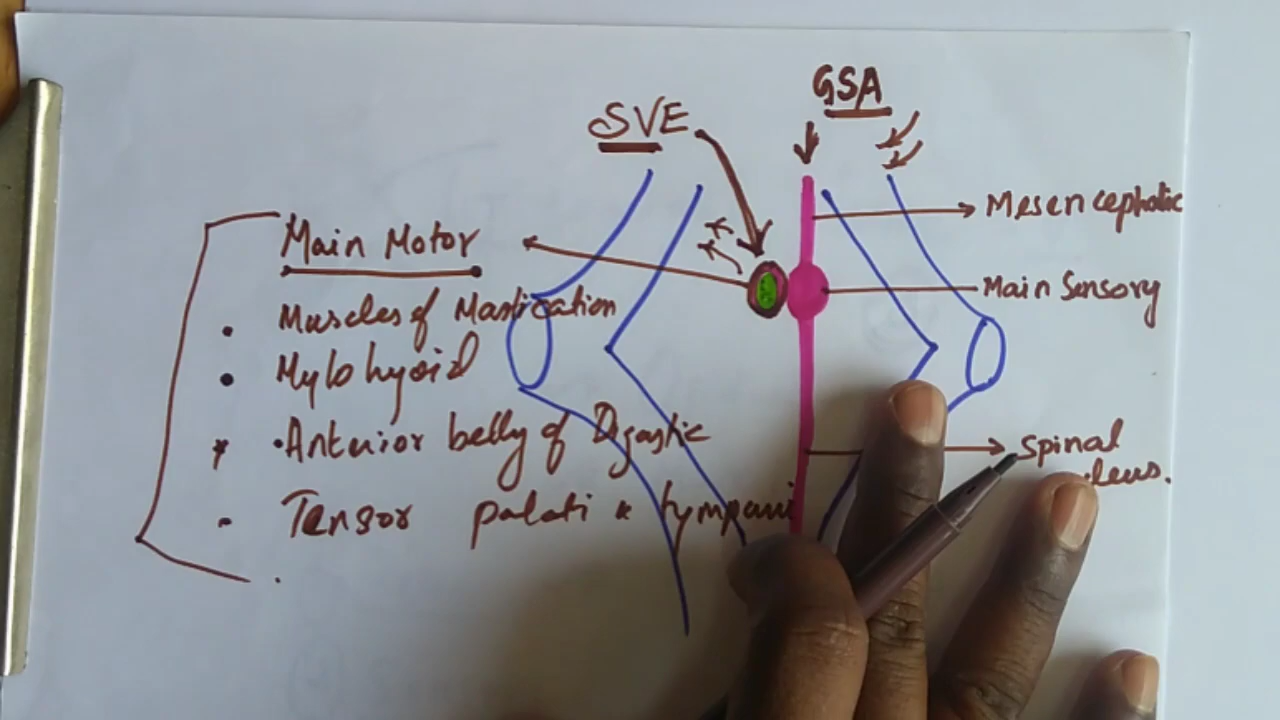 GSA
SVE
Mesencephalic
Main Motor
Main Sensory
Muscles of Mastication
Mylohyoid
Anterior belly of Digastic
Spinal
Tensor palati & tympani